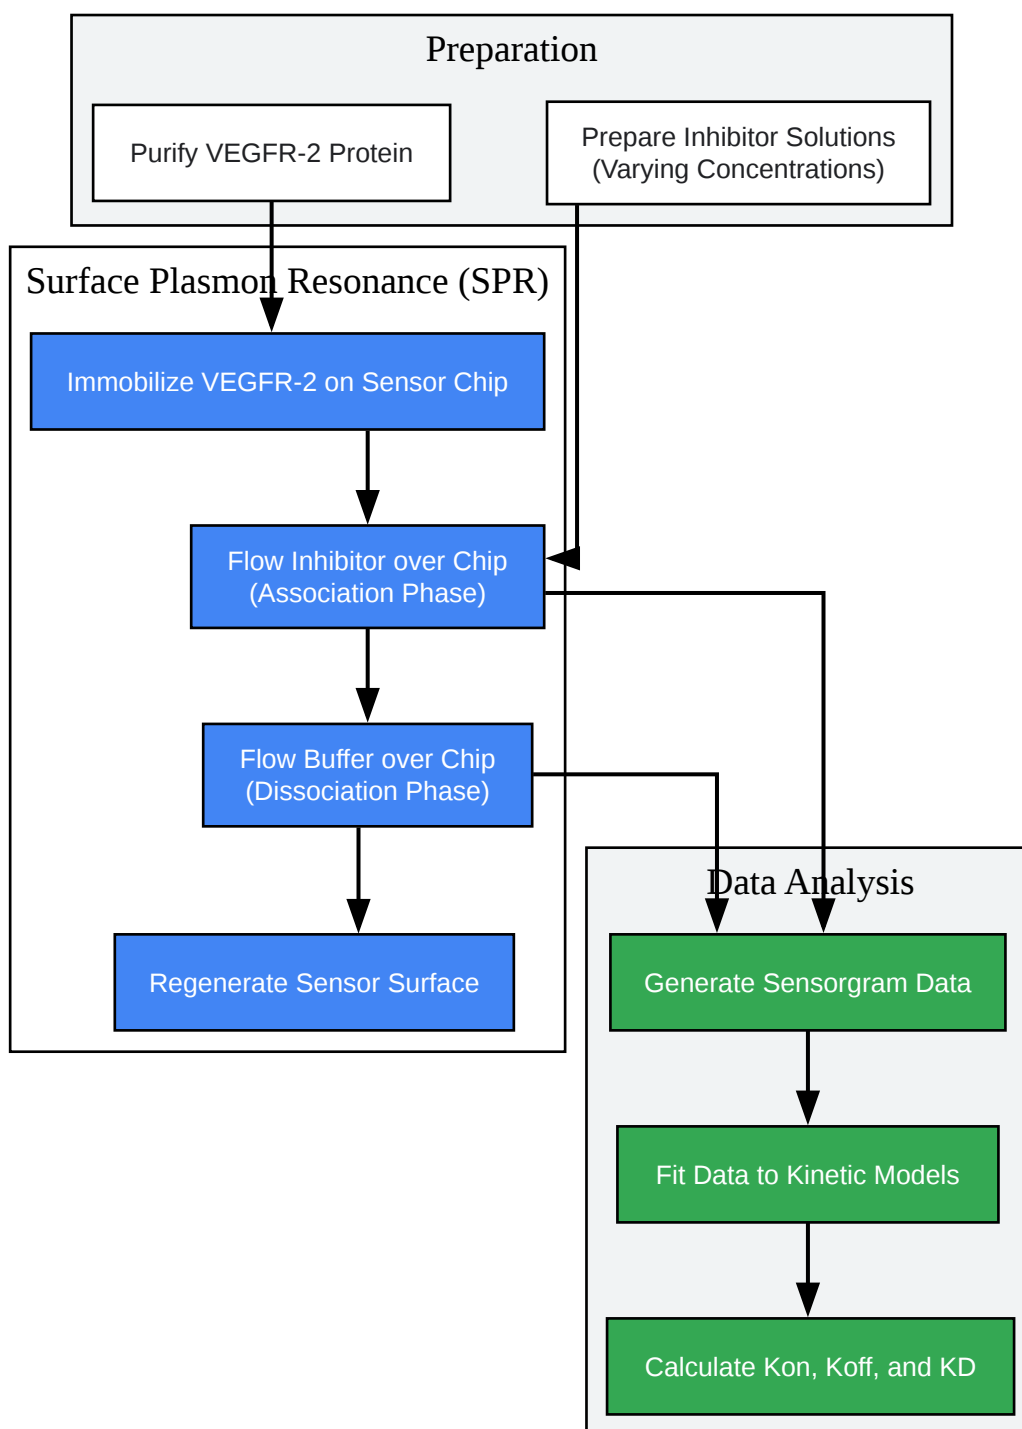 Preparation
Purify VEGFR-2 Protein
Prepare Inhibitor Solutions
(Varying Concentrations)
Surface Plasmon Resonance (SPR)
Immobilize VEGFR-2 on Sensor Chip
Flow Inhibitor over Chip
(Association Phase)
Flow Buffer over Chip
(Dissociation Phase)
Regenerate Sensor Surface
Data Analysis
Generate Sensorgram Data
Fit Data to Kinetic Models
Calculate Kon, Koff, and KD